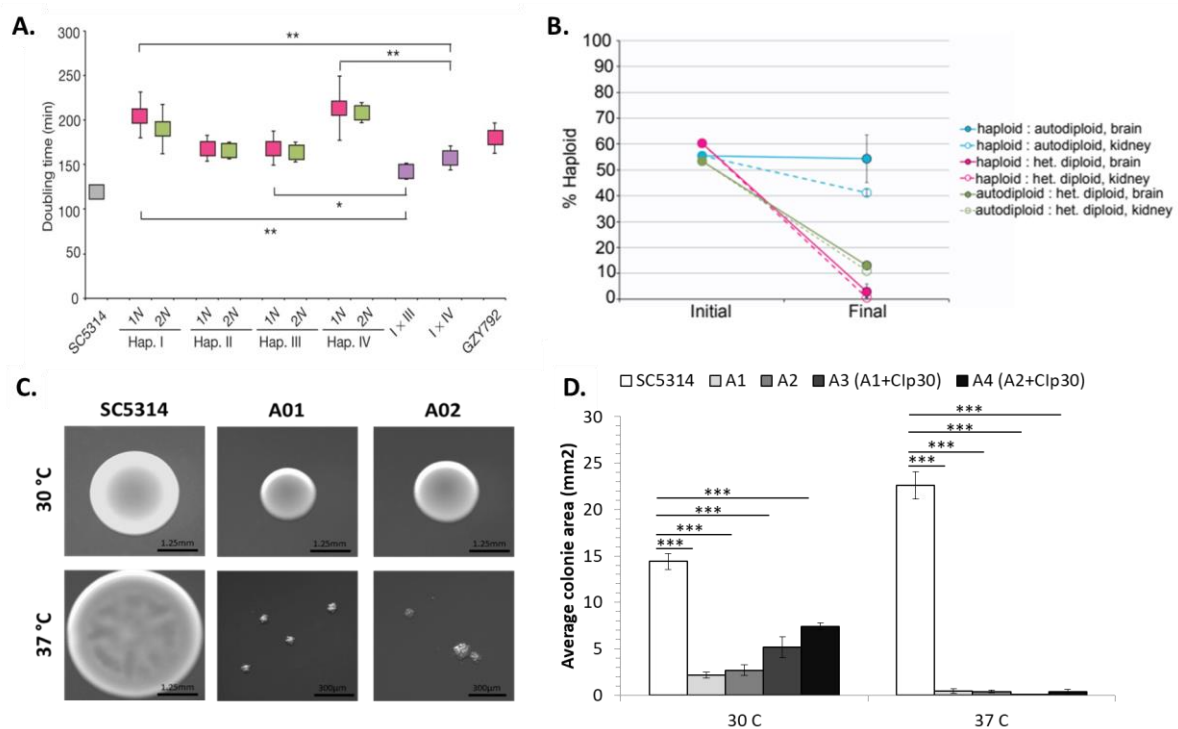 A.
300
250
200
150
100
50
0
Doubling time (min)
**
**
*
**
SC5314
1N 2N
Hap. I
1N 2N
Hap. II
1N 2N
Hap. III
1N 2N
Hap. IV
I × III
I × IV
GZY792
B.
100
90
80
70
60
50
40
30
20
10
0
% Haploid
Initial Final
haploid : autodiploid, brain
haploid : autodiploid, kidney
haploid : het. diploid, brain
haploid : het. diploid, kidney
autodiploid : het. diploid, brain
autodiploid : het. diploid, kidney
C.
SC5314 A01 A02
30 °C
1.25mm 1.25mm 1.25mm
37 °C
1.25mm 300µm 300µm
D.
SC5314 A1 A2 A3 (A1+CIp30) A4 (A2+CIp30)
Average colonie area (mm2)
30
25
20
15
10
5
0
***
***
***
***
***
***
***
***
30 C 37 C